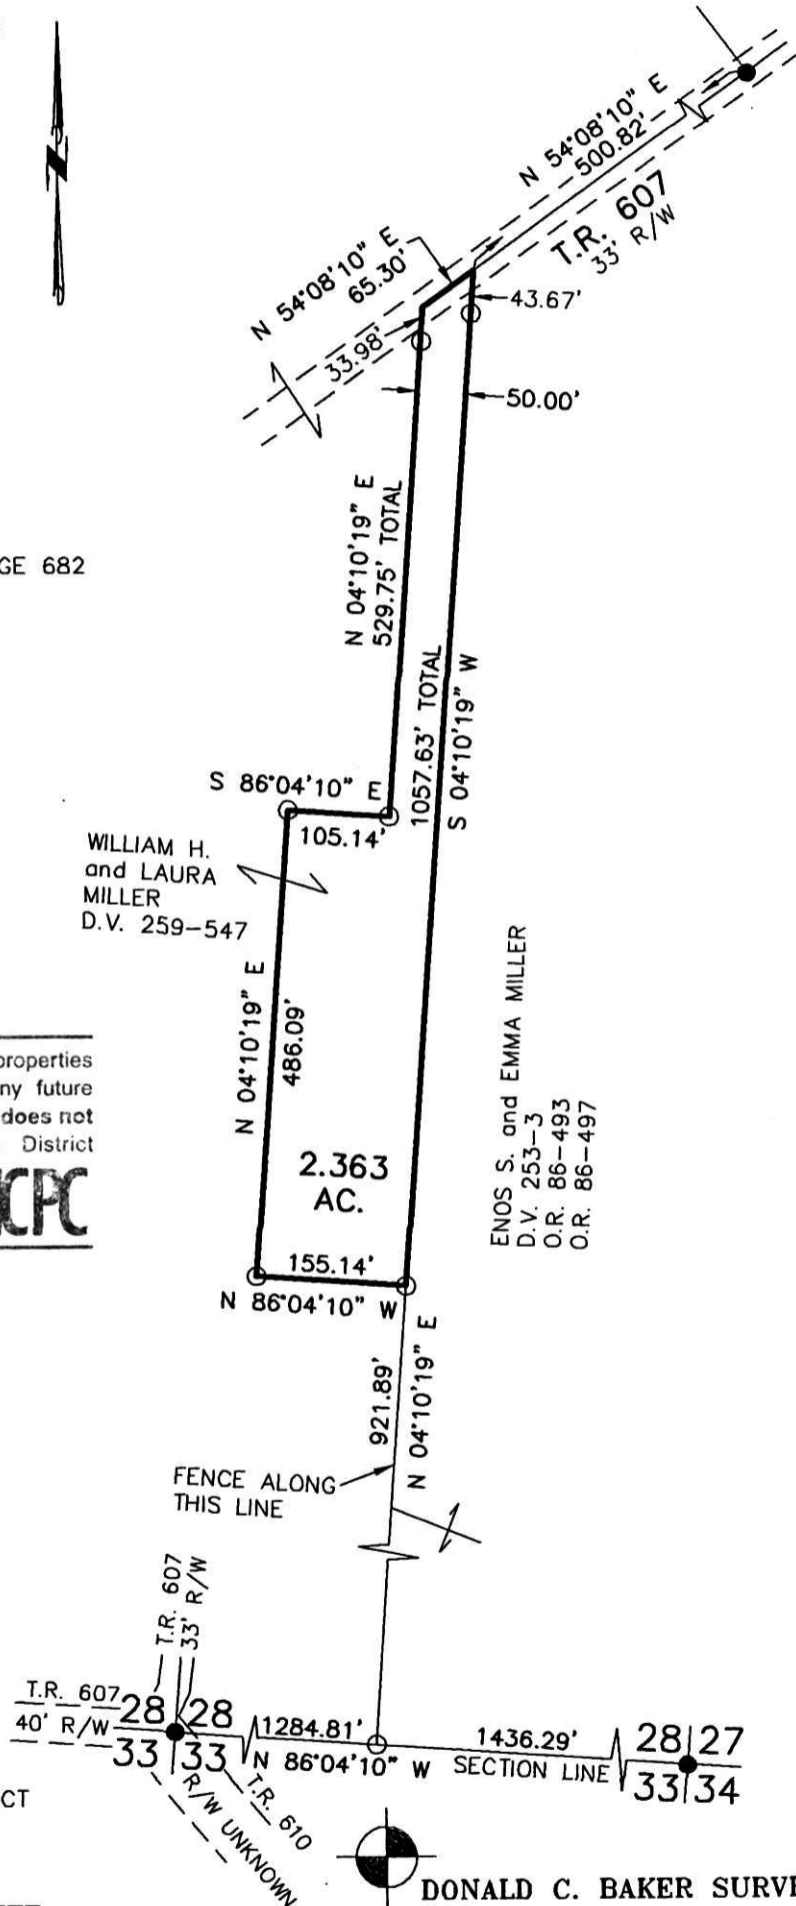 N
N 54°08'10" E
500.82'
T.R. 607
33' R/W
N 54°08'10" E
65.30'
43.67'
33.98'
50.00'
N 04°10'19" E
529.75' TOTAL
GE 682
1057.63' TOTAL
S 04°10'19" W
S 86°04'10" E
105.14'
WILLIAM H.
and LAURA
MILLER
D.V. 259-547
N 04°10'19" E
486.09'
ENOS S. and EMMA MILLER
D.V. 253-3
O.R. 86-493
O.R. 86-497
properties
ny future
does not
District
CPC
2.363
AC.
155.14'
N 86°04'10" W
921.89'
N 04°10'19" E
FENCE ALONG
THIS LINE
T.R. 607
33' R/W
T.R. 607
40' R/W
28 28
33 33
1284.81'
1436.29'
N 86°04'10" W SECTION LINE
28 27
33 34
T.R. 610
R/W UNKNOWN
CT
DONALD C. BAKER SURVE